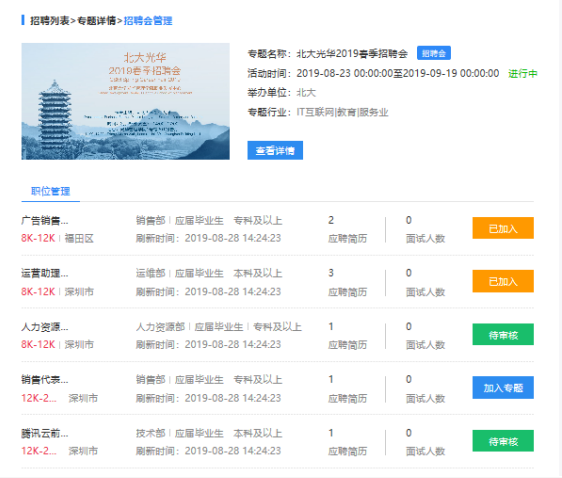 招聘列表>专题详情>招聘会管理
北大光华
2019春季招聘会
专题名称：北大光华2019春季招聘会 招聘会
活动时间：2019-08-23 00:00:00至2019-09-19 00:00:00 进行中
举办单位：北大
专题行业：IT互联网|教育|服务业
查看详情
职位管理
广告销售... 销售部 | 应届毕业生 专科及以上 2 0 已加入
8K-12K | 福田区 刷新时间：2019-08-28 14:24:23 应聘简历 面试人数
运营助理... 运维部 | 应届毕业生 本科及以上 3 0 已加入
8K-12K | 深圳市 刷新时间：2019-08-28 14:24:23 应聘简历 面试人数
人力资源... 人力资源部 | 应届毕业生 | 专科及以上 1 0 待审核
8K-12K | 深圳市 刷新时间：2019-08-28 14:24:23 应聘简历 面试人数
销售代表... 销售部 | 应届毕业生 专科及以上 1 0 加入专题
12K-2... 深圳市 刷新时间：2019-08-28 14:24:23 应聘简历 面试人数
腾讯云前... 技术部 | 应届毕业生 本科及以上 1 0 待审核
12K-2... 深圳市 刷新时间：2019-08-28 14:24:23 应聘简历 面试人数